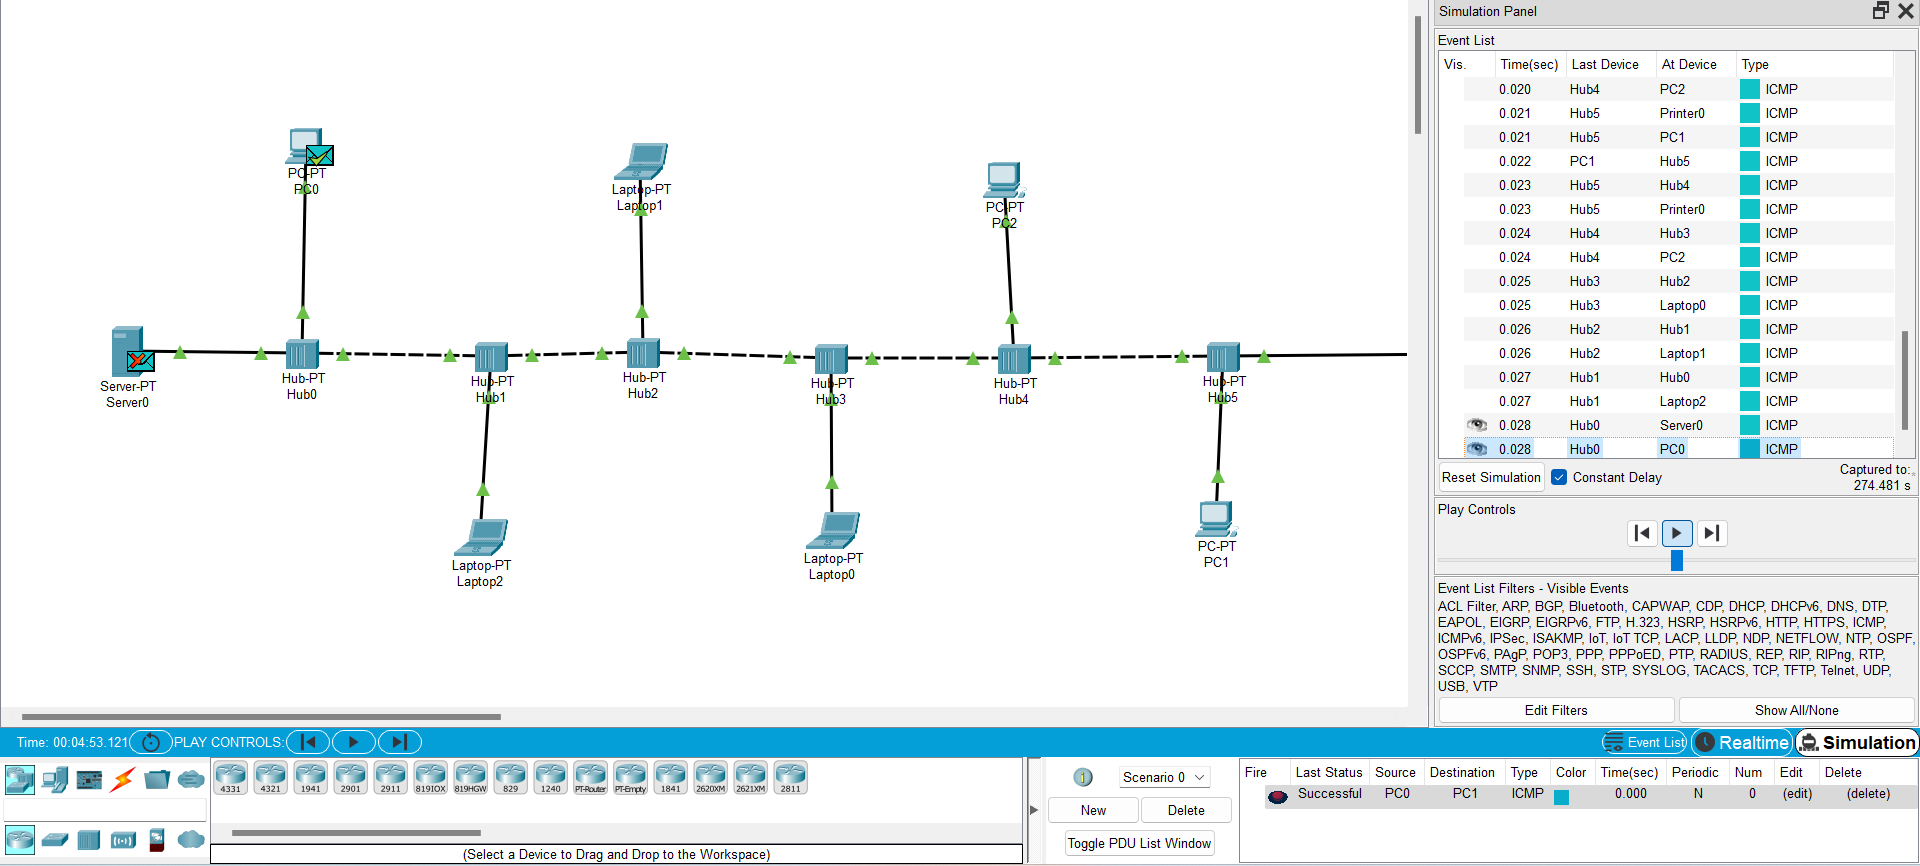 Simulation Panel
Event List
Vis. Time(sec) Last Device At Device Type
0.020 Hub4 PC2 ICMP
0.021 Hub5 Printer0 ICMP
0.021 Hub5 PC1 ICMP
0.022 PC1 Hub5 ICMP
0.023 Hub5 Hub4 ICMP
0.023 Hub5 Printer0 ICMP
0.024 Hub4 Hub3 ICMP
0.024 Hub4 PC2 ICMP
0.025 Hub3 Hub2 ICMP
0.025 Hub3 Laptop0 ICMP
0.026 Hub2 Hub1 ICMP
0.026 Hub2 Laptop1 ICMP
0.027 Hub1 Hub0 ICMP
0.027 Hub1 Laptop2 ICMP
0.028 Hub0 Server0 ICMP
0.028 Hub0 PC0 ICMP
Reset Simulation Constant Delay
Captured to:
274.481 s
Play Controls
Event List Filters - Visible Events
ACL Filter, ARP, BGP, Bluetooth, CAPWAP, CDP, DHCP, DHCPv6, DNS, DTP,
EAPOL, EIGRP, EIGRPv6, FTP, H.323, HSRP, HSRPv6, HTTP, HTTPS, ICMP,
ICMPv6, IPSec, ISAKMP, IoT, IoT TCP, LACP, LLDP, NDP, NETFLOW, NTP, OSPF,
OSPFv6, PAgP, POP3, PPP, PPPoED, PTP, RADIUS, REP, RIP, RIPng, RTP,
SCCP, SMTP, SNMP, SSH, STP, SYSLOG, TACACS, TCP, TFTP, Telnet, UDP,
USB, VTP
Edit Filters Show All/None
PC-PT
PC0
Laptop-PT
Laptop1
PC-PT
PC2
Server-PT
Server0
Hub-PT
Hub0
Hub-PT
Hub1
Hub-PT
Hub2
Hub-PT
Hub3
Hub-PT
Hub4
Hub-PT
Hub5
Laptop-PT
Laptop2
Laptop-PT
Laptop0
PC-PT
PC1
Time: 00:04:53.121 PLAY CONTROLS: Event List Realtime Simulation
4331 4321 1941 2901 2911 819IOX 819HGW 829 1240 PT-Router PT-Empty 1841 2620XM 2621XM 2811
(Select a Device to Drag and Drop to the Workspace)
Scenario 0
New Delete
Toggle PDU List Window
Fire Last Status Source Destination Type Color Time(sec) Periodic Num Edit Delete
Successful PC0 PC1 ICMP 0.000 N 0 (edit) (delete)